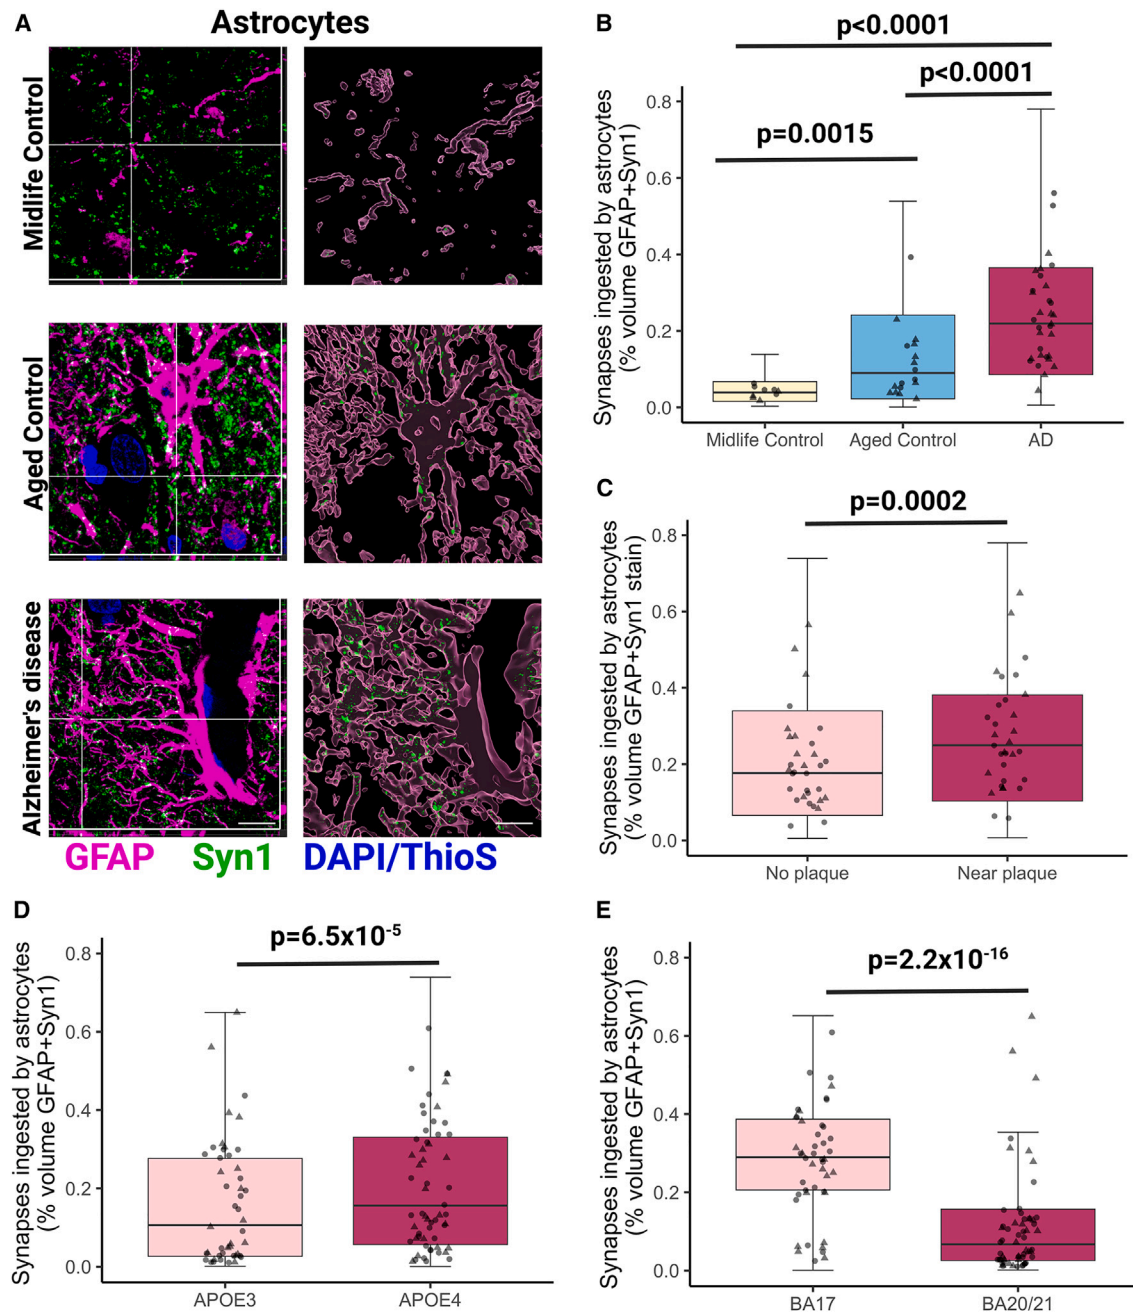 A
Astrocytes
Midlife Control
Aged Control
Alzheimer's disease
GFAP Syn1 DAPI/ThioS
B
p<0.0001
p<0.0001
p=0.0015
Synapses ingested by astrocytes
(% volume GFAP+Syn1)
0.8
0.6
0.4
0.2
0.0
Midlife Control Aged Control AD
C
p=0.0002
Synapses ingested by astrocytes
(% volume GFAP+Syn1 stain)
0.8
0.6
0.4
0.2
0.0
No plaque Near plaque
D
p=6.5x10⁻⁵
Synapses ingested by astrocytes
(% volume GFAP+Syn1)
0.8
0.6
0.4
0.2
0.0
APOE3 APOE4
E
p=2.2x10⁻¹⁶
Synapses ingested by astrocytes
(% volume GFAP+Syn1)
0.8
0.6
0.4
0.2
0.0
BA17 BA20/21